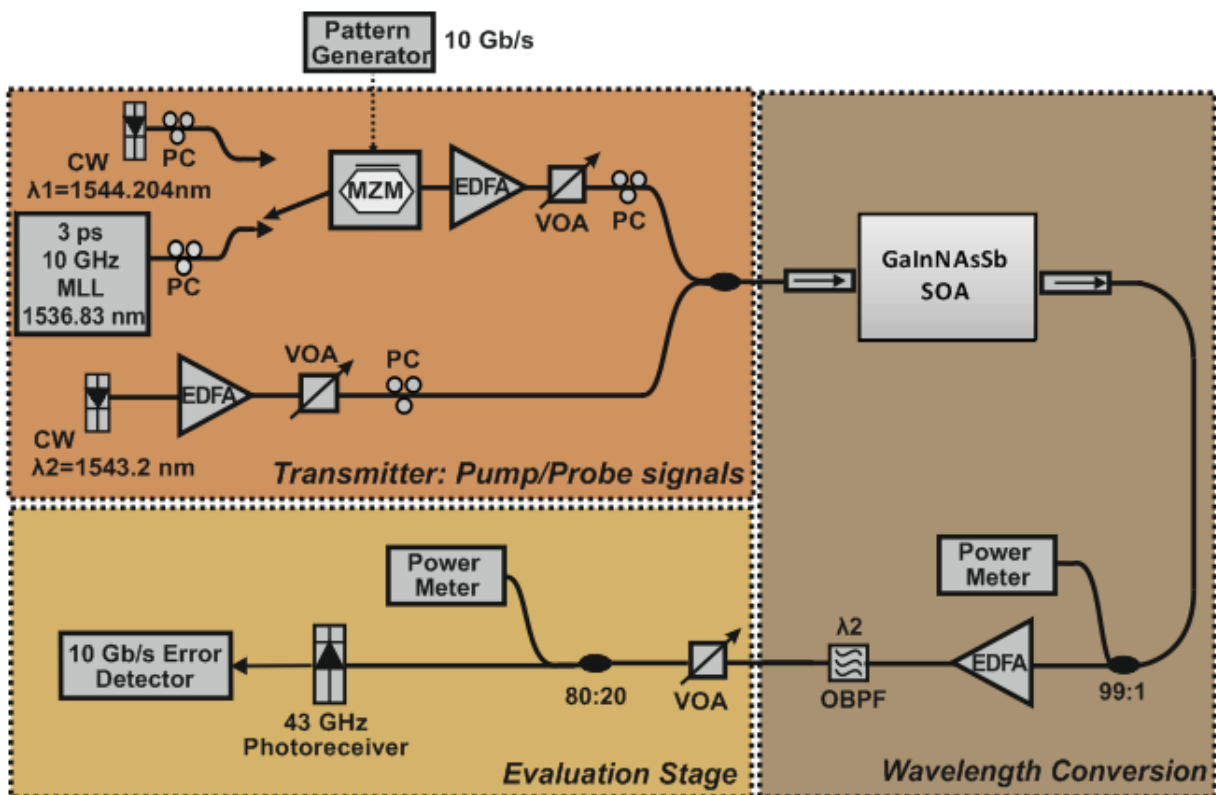 Pattern
Generator
10 Gb/s
CW
λ1=1544.204nm
PC
3 ps
10 GHz
MLL
1536.83 nm
PC
MZM
EDFA
VOA
PC
CW
λ2=1543.2 nm
EDFA
VOA
PC
Transmitter: Pump/Probe signals
GaInNAsSb
SOA
Power
Meter
99:1
EDFA
λ2
OBPF
Wavelength Conversion
Power
Meter
VOA
80:20
43 GHz
Photoreceiver
10 Gb/s Error
Detector
Evaluation Stage